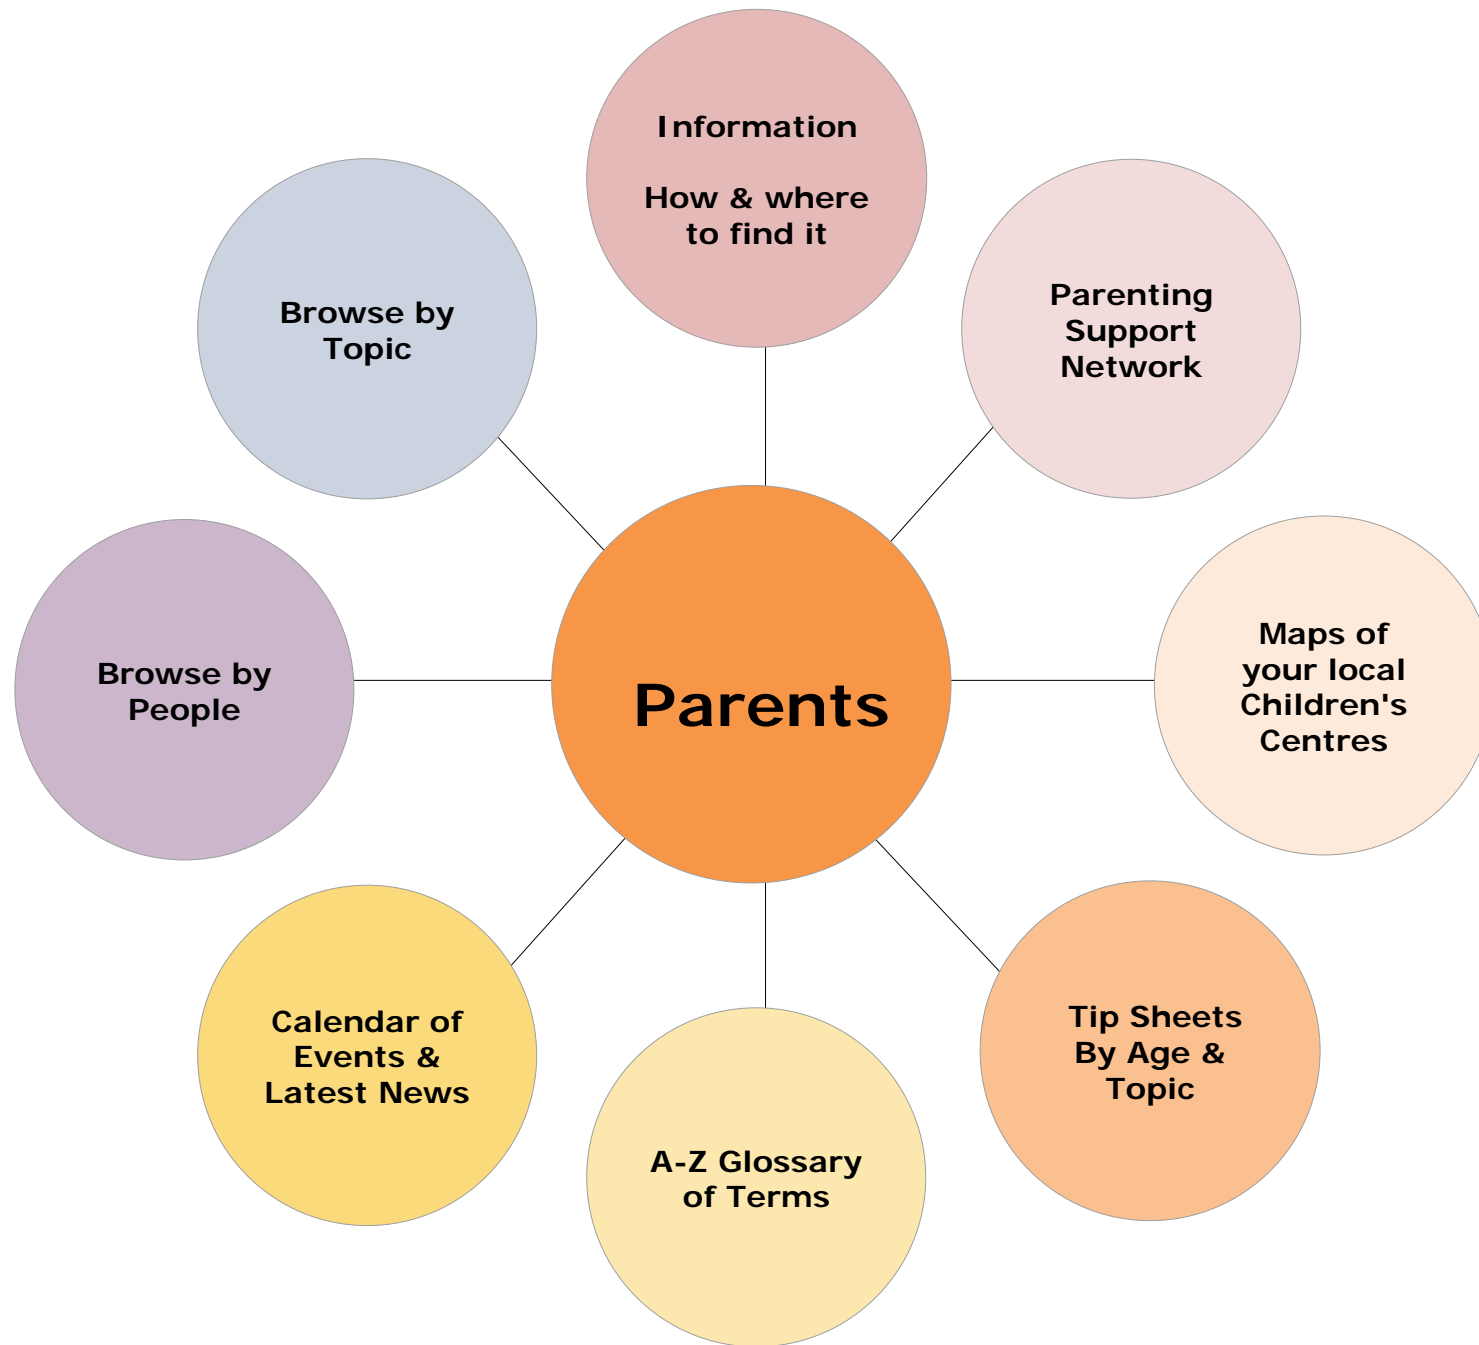 Information
How & where
to find it
Parenting
Support
Network
Browse by
Topic
Maps of
your local
Children's
Centres
Browse by
People
Parents
Tip Sheets
By Age &
Topic
Calendar of
Events &
Latest News
A-Z Glossary
of Terms